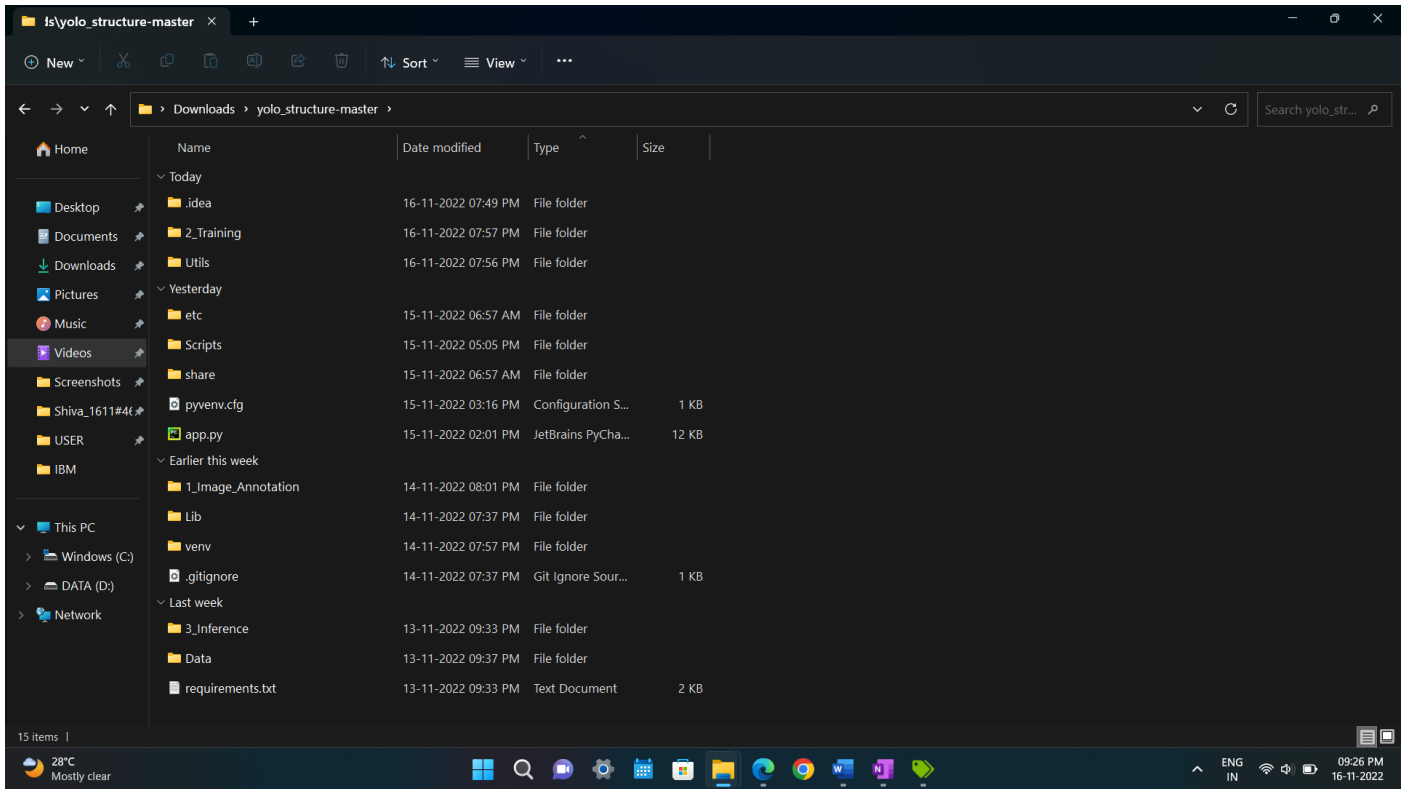 ls\yolo_structure-master
New
Sort
View
Downloads > yolo_structure-master >
Search yolo_str...
Home
Desktop
Documents
Downloads
Pictures
Music
Videos
Screenshots
Shiva_1611#46
USER
IBM
This PC
Windows (C:)
DATA (D:)
Network
Name Date modified Type Size
Today
.idea 16-11-2022 07:49 PM File folder
2_Training 16-11-2022 07:57 PM File folder
Utils 16-11-2022 07:56 PM File folder
Yesterday
etc 15-11-2022 06:57 AM File folder
Scripts 15-11-2022 05:05 PM File folder
share 15-11-2022 06:57 AM File folder
pyvenv.cfg 15-11-2022 03:16 PM Configuration S... 1 KB
app.py 15-11-2022 02:01 PM JetBrains PyCha... 12 KB
Earlier this week
1_Image_Annotation 14-11-2022 08:01 PM File folder
Lib 14-11-2022 07:37 PM File folder
venv 14-11-2022 07:57 PM File folder
.gitignore 14-11-2022 07:37 PM Git Ignore Sour... 1 KB
Last week
3_Inference 13-11-2022 09:33 PM File folder
Data 13-11-2022 09:37 PM File folder
requirements.txt 13-11-2022 09:33 PM Text Document 2 KB
15 items
28°C
Mostly clear
ENG
IN
09:26 PM
16-11-2022